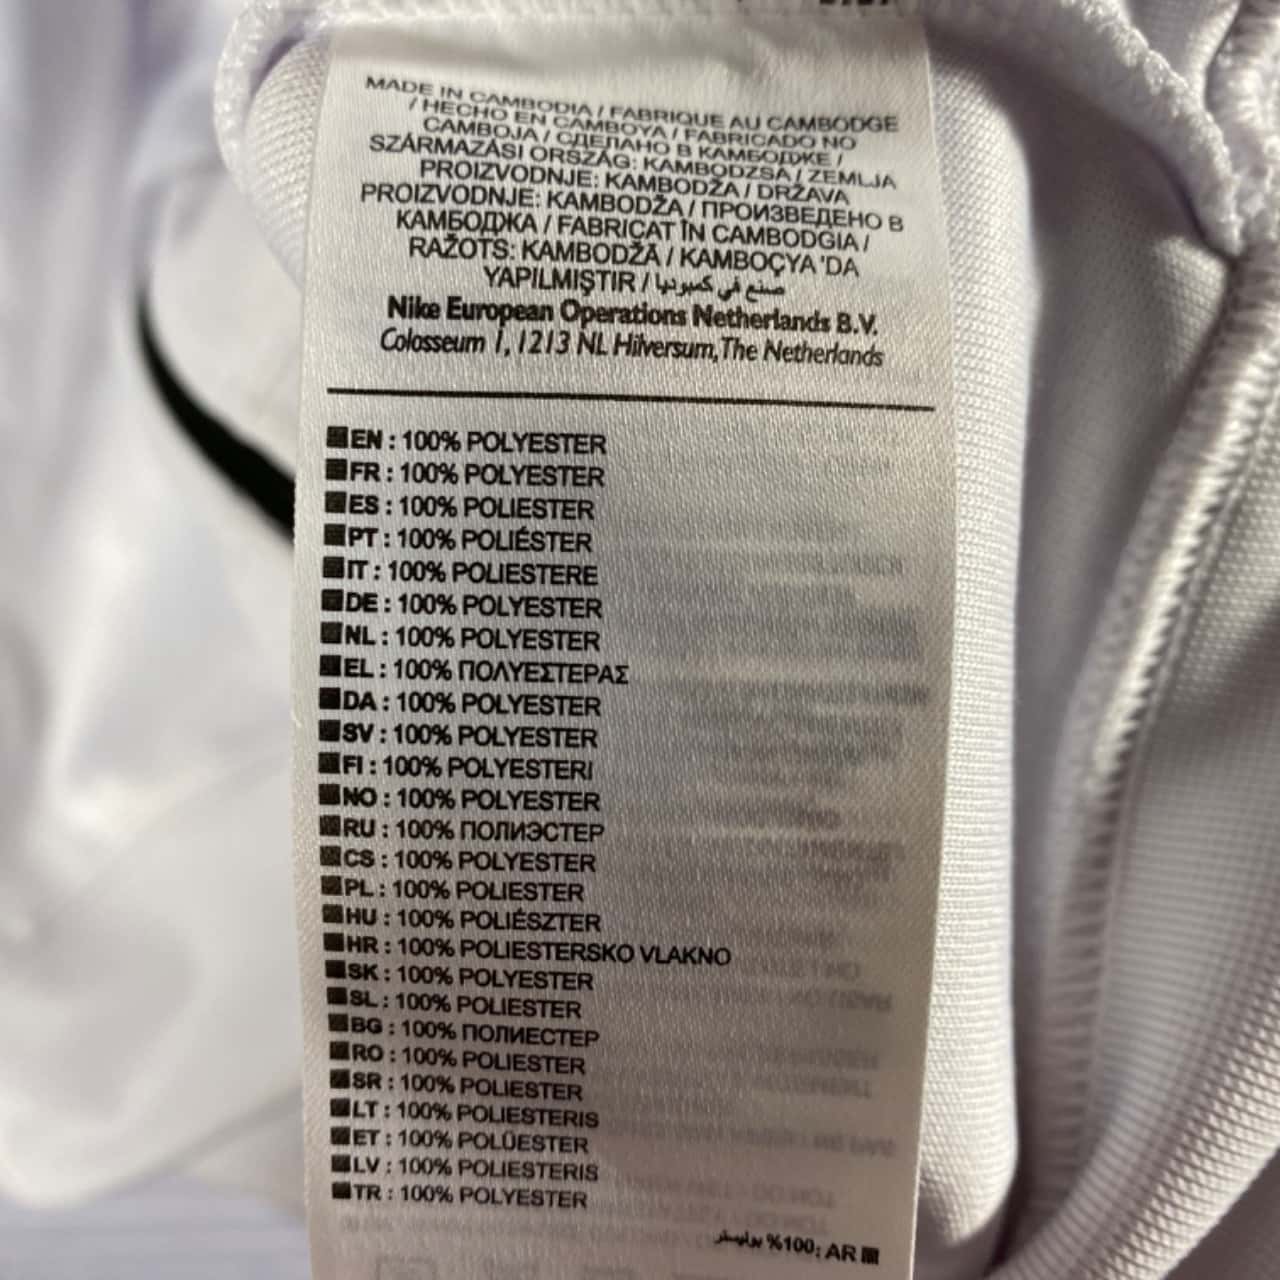 MADE IN CAMBODIA / FABRIQUE AU CAMBODGE
/ HECHO EN CAMBOYA / FABRICADO NO
CAMBOJA / СДЕЛАНО В КАМБОДЖЕ /
SZÁRMAZÁSI ORSZÁG: KAMBODZSA / ZEMLJA
PROIZVODNJE: KAMBODŽA / DRŽAVA
PROIZVODNJE: KAMBODŽA / ПРОИЗВЕДЕНО В
КАМБОДЖА / FABRICAT ÎN CAMBODGIA /
RAŽOTS: KAMBODŽĀ / KAMBOÇYA 'DA
YAPILMIŞTIR / صنع في كمبوديا
Nike European Operations Netherlands B.V.
Colosseum 1, 1213 NL Hilversum, The Netherlands
EN : 100% POLYESTER
FR : 100% POLYESTER
ES : 100% POLIESTER
PT : 100% POLIÉSTER
IT : 100% POLIESTERE
DE : 100% POLYESTER
NL : 100% POLYESTER
EL : 100% ΠΟΛΥΕΣΤΕΡΑΣ
DA : 100% POLYESTER
SV : 100% POLYESTER
FI : 100% POLYESTERI
NO : 100% POLYESTER
RU : 100% ПОЛИЭСТЕР
CS : 100% POLYESTER
PL : 100% POLIESTER
HU : 100% POLIÉSZTER
HR : 100% POLIESTERSKO VLAKNO
SK : 100% POLYESTER
SL : 100% POLIESTER
BG : 100% ПОЛИЕСТЕР
RO : 100% POLIESTER
SR : 100% POLIESTER
LT : 100% POLIESTERIS
ET : 100% POLÜESTER
LV : 100% POLIESTERIS
TR : 100% POLYESTER
AR : 100% بوليستر